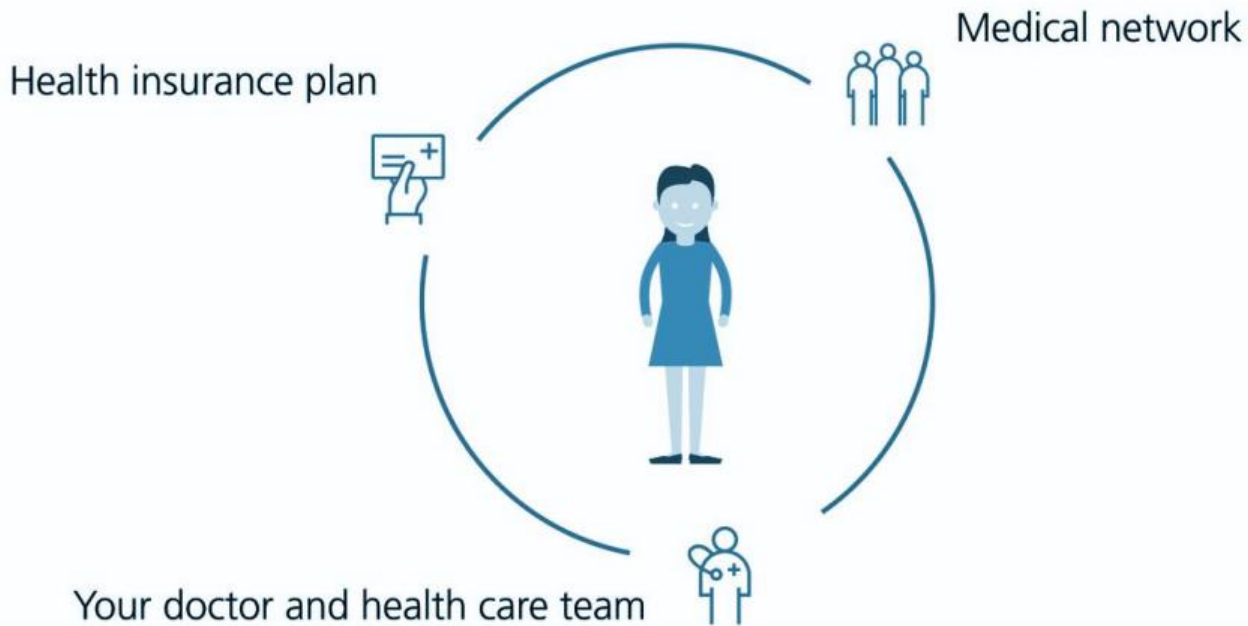 Medical network
Health insurance plan
Your doctor and health care team